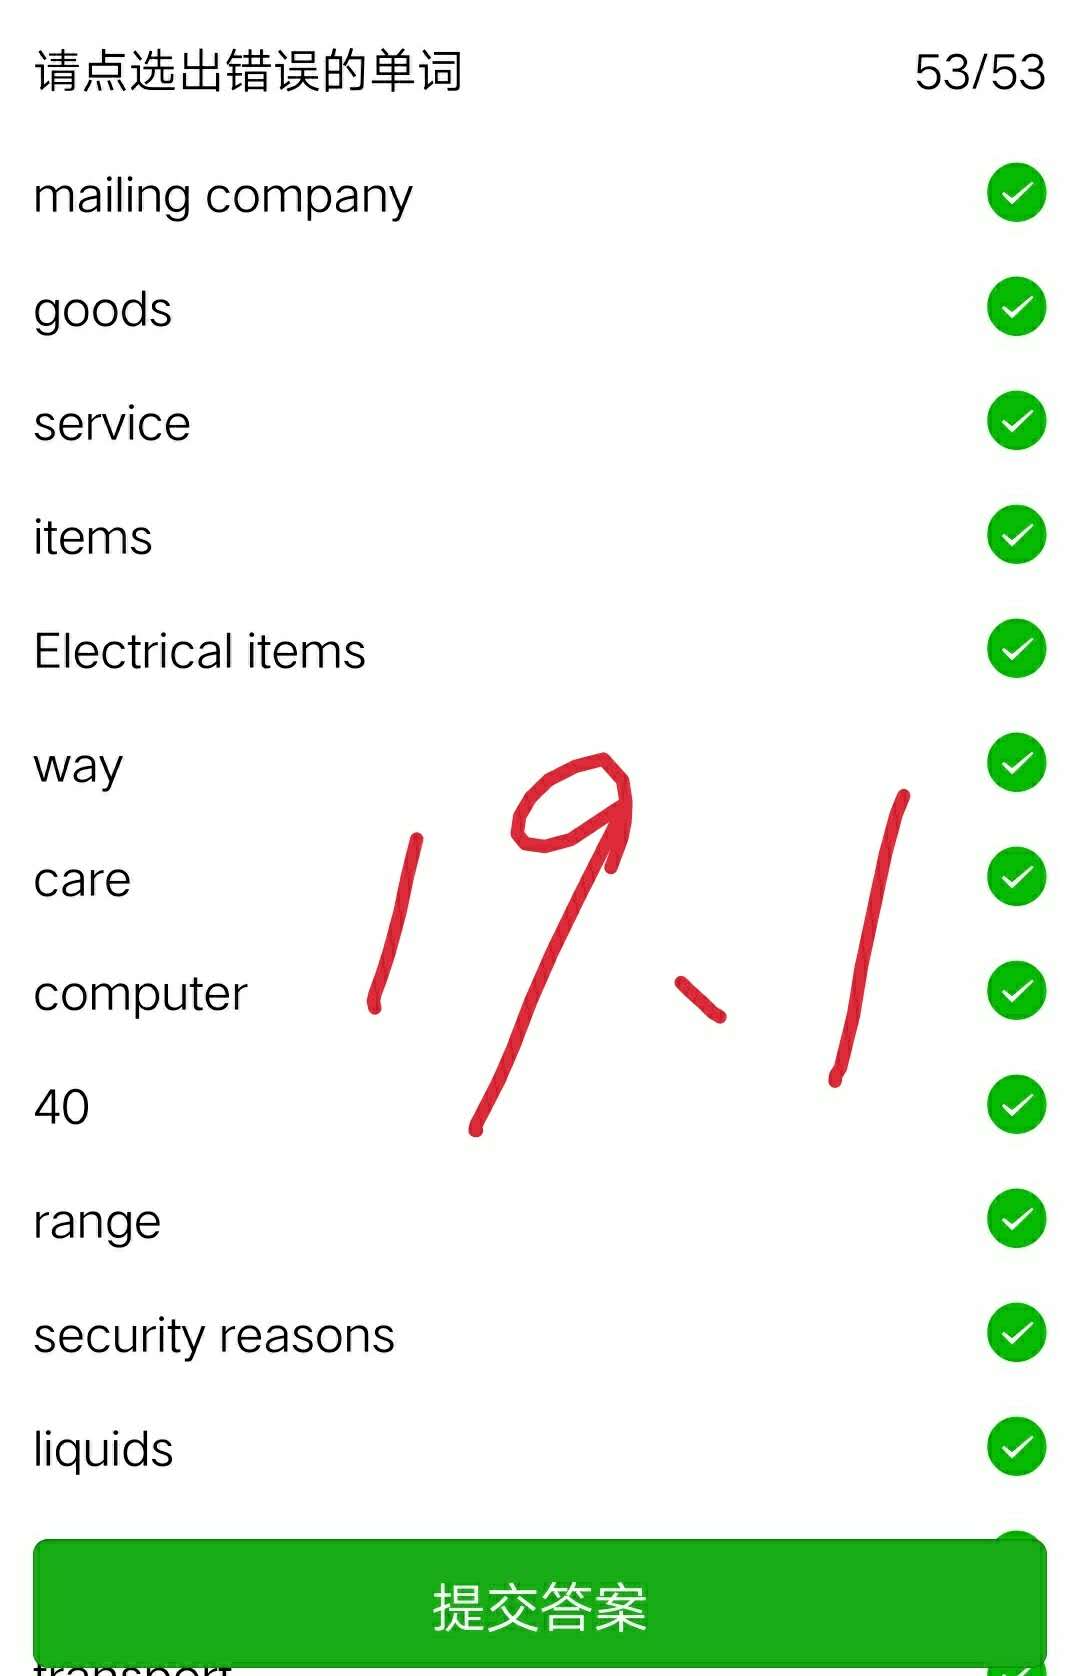 请点选出错误的单词 53/53
mailing company
goods
service
items
Electrical items
way
care
computer
40
range
security reasons
liquids
提交答案
transport
19、1